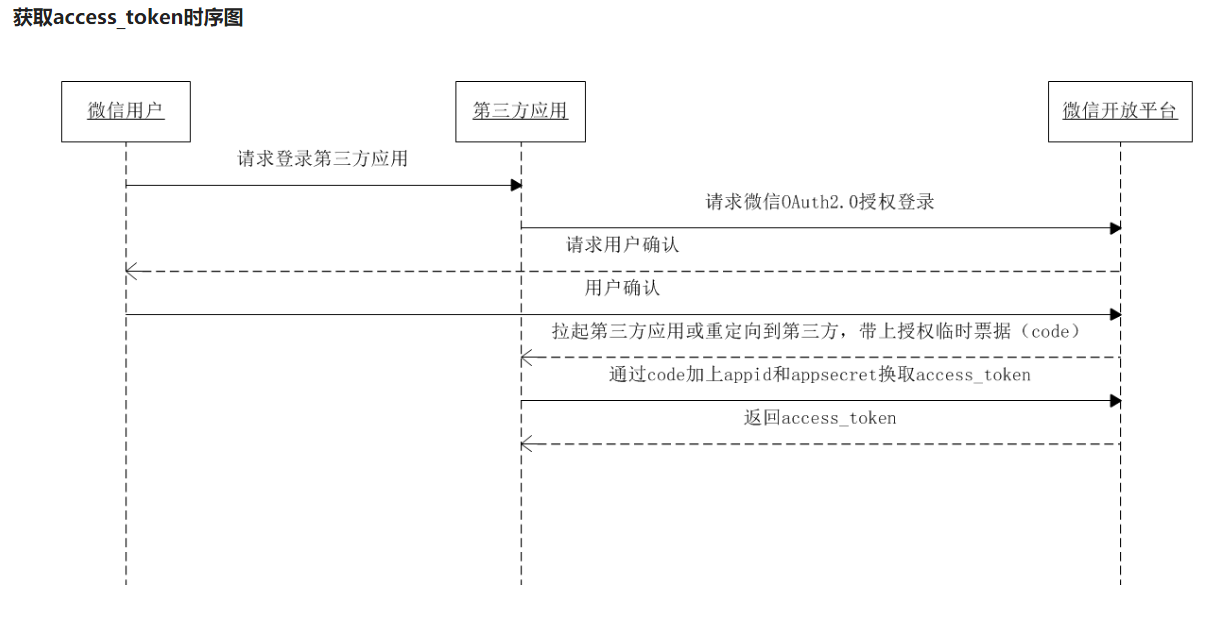 获取access_token时序图
微信用户
第三方应用
微信开放平台
请求登录第三方应用
请求微信OAuth2.0授权登录
请求用户确认
用户确认
拉起第三方应用或重定向到第三方，带上授权临时票据（code）
通过code加上appid和appsecret换取access_token
返回access_token